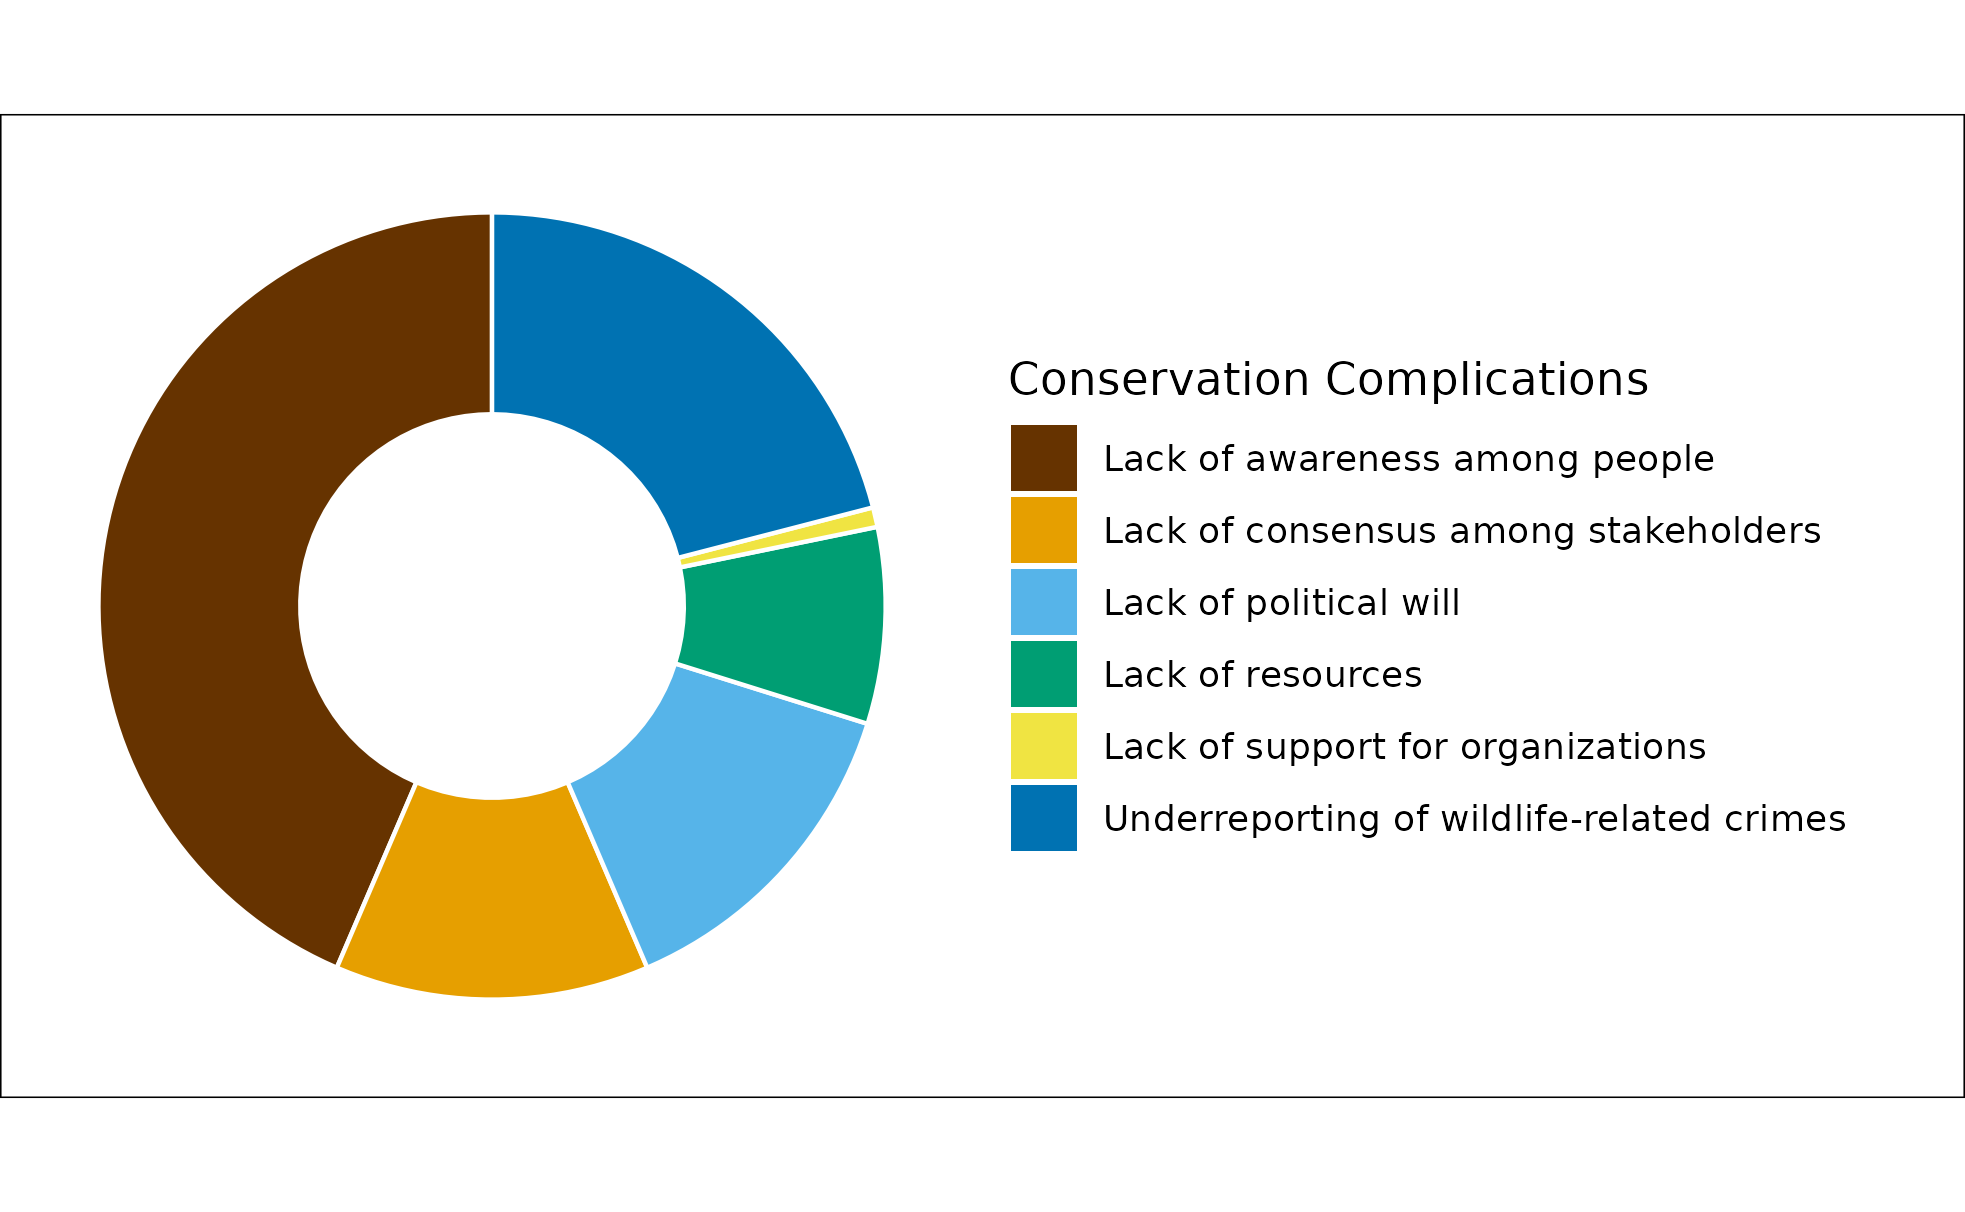 Conservation Complications
Lack of awareness among people
Lack of consensus among stakeholders
Lack of political will
Lack of resources
Lack of support for organizations
Underreporting of wildlife-related crimes